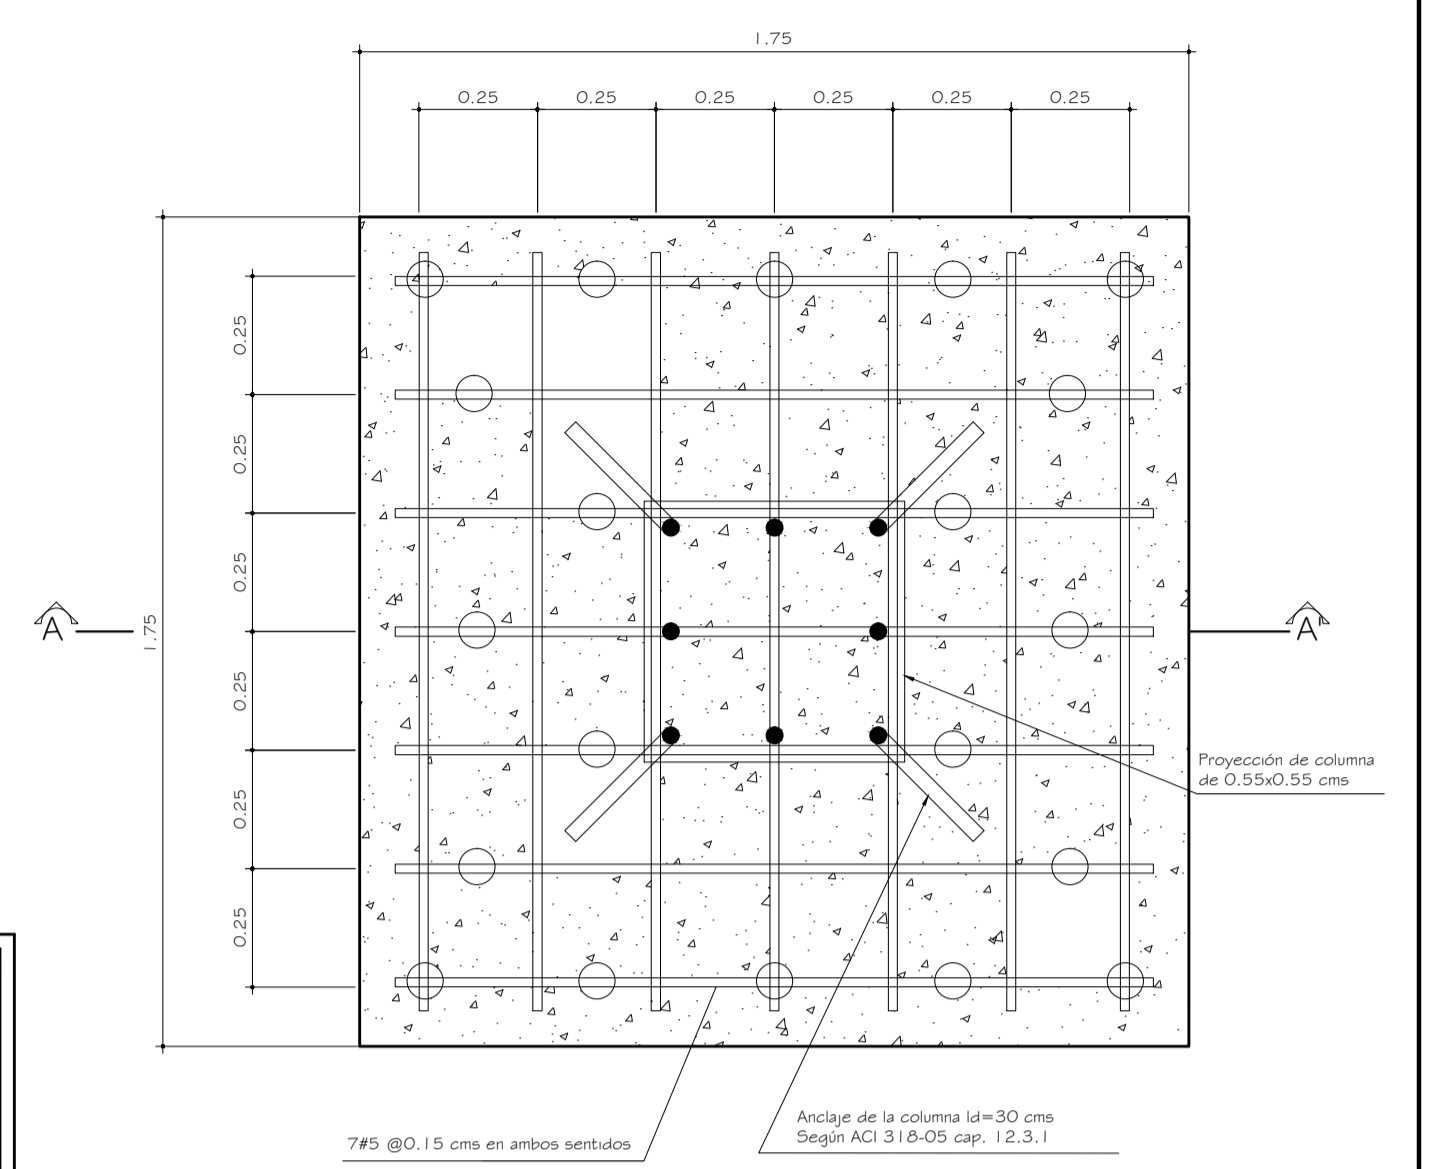 1.75
0.25 0.25 0.25 0.25 0.25 0.25
0.25
0.25
0.25
0.25
0.25
0.25
1.75
A
A'
Proyección de columna
de 0.55x0.55 cms
Anclaje de la columna ld=30 cms
Según ACI 318-05 cap. 12.3.1
7#5 @0.15 cms en ambos sentidos